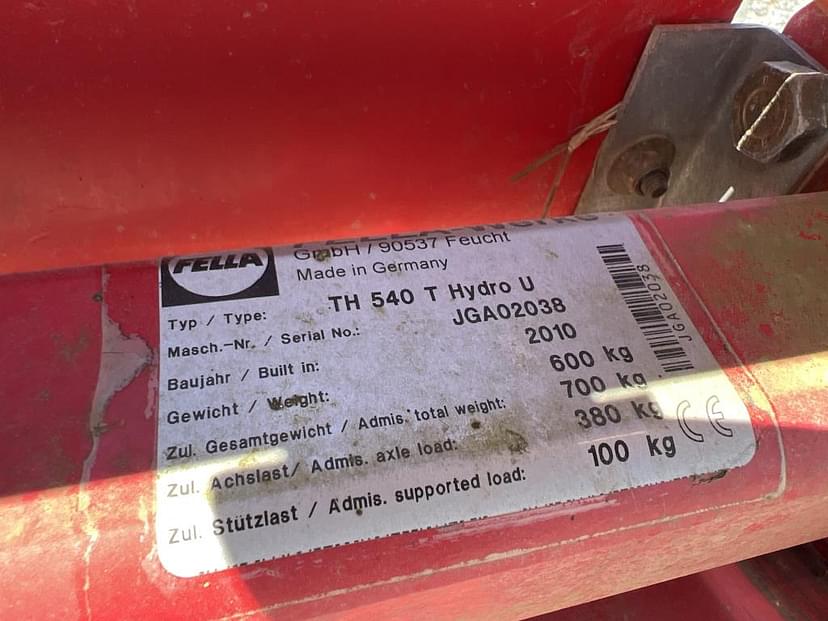 FELLA-Werke
GmbH / 90537 Feucht
FELLA
Made in Germany
Typ / Type: TH 540 T Hydro U
Masch.-Nr. / Serial No.: JGA02038
Baujahr / Built in: 2010
Gewicht / Weight: 600 kg
Zul. Gesamtgewicht / Admis. total weight: 700 kg
Zul. Achslast/ Admis. axle load: 380 kg
Zul. Stützlast / Admis. supported load: 100 kg
JGA02038
CE